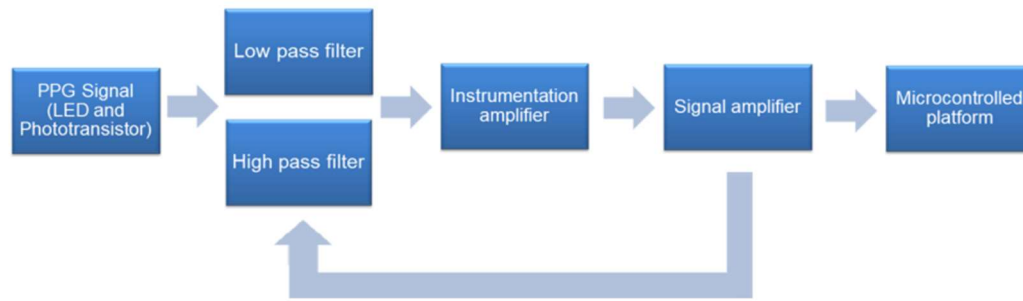 PPG Signal
(LED and
Phototransistor)
Low pass filter
High pass filter
Instrumentation
amplifier
Signal amplifier
Microcontrolled
platform